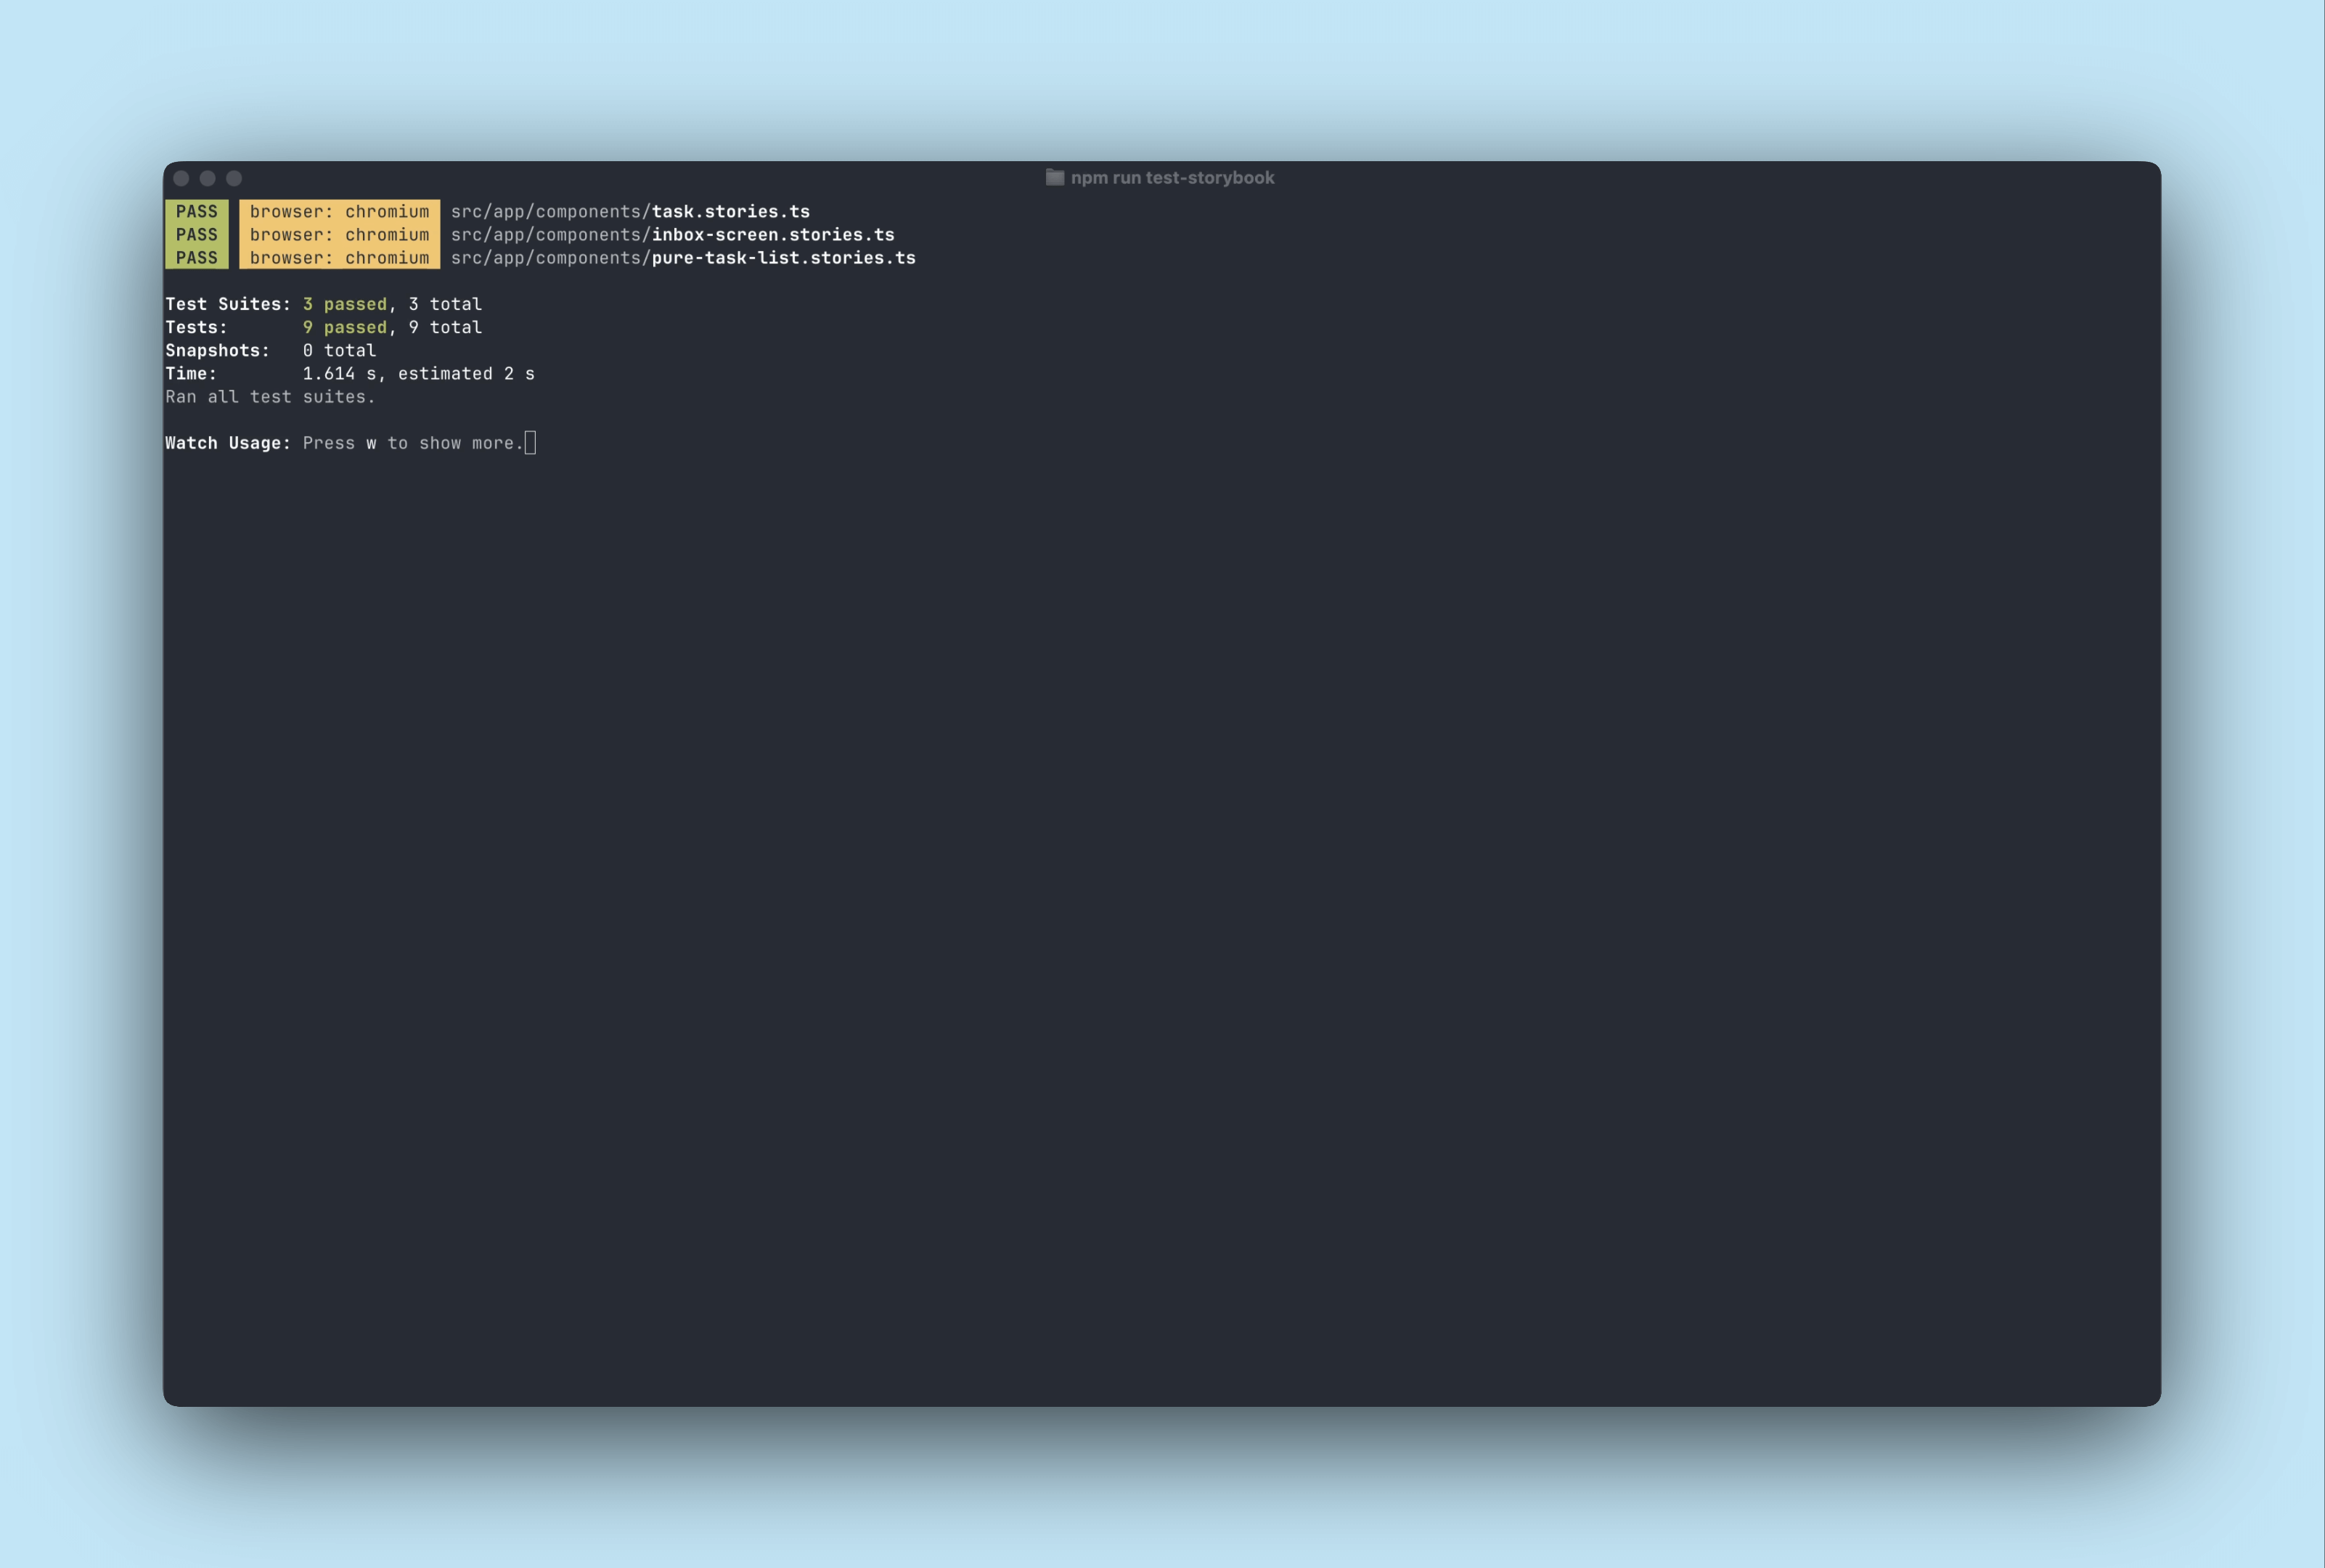 npm run test-storybook
PASS browser: chromium src/app/components/task.stories.ts
PASS browser: chromium src/app/components/inbox-screen.stories.ts
PASS browser: chromium src/app/components/pure-task-list.stories.ts
Test Suites: 3 passed, 3 total
Tests: 9 passed, 9 total
Snapshots: 0 total
Time: 1.614 s, estimated 2 s
Ran all test suites.
Watch Usage: Press w to show more.